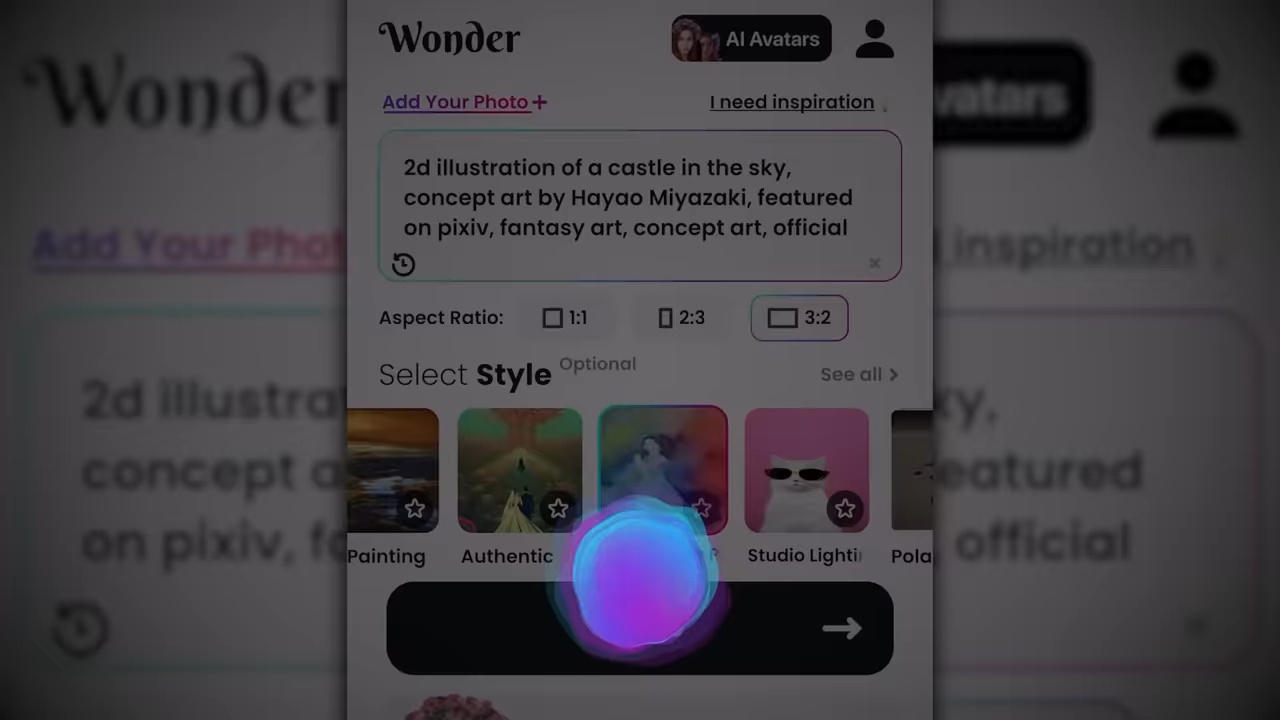 Wonder
AI Avatars
Add Your Photo +
I need inspiration
2d illustration of a castle in the sky,
concept art by Hayao Miyazaki, featured
on pixiv, fantasy art, concept art, official
Aspect Ratio:
1:1
2:3
3:2
Select Style
Optional
See all
Painting
Authentic
Studio Lighti
Pola